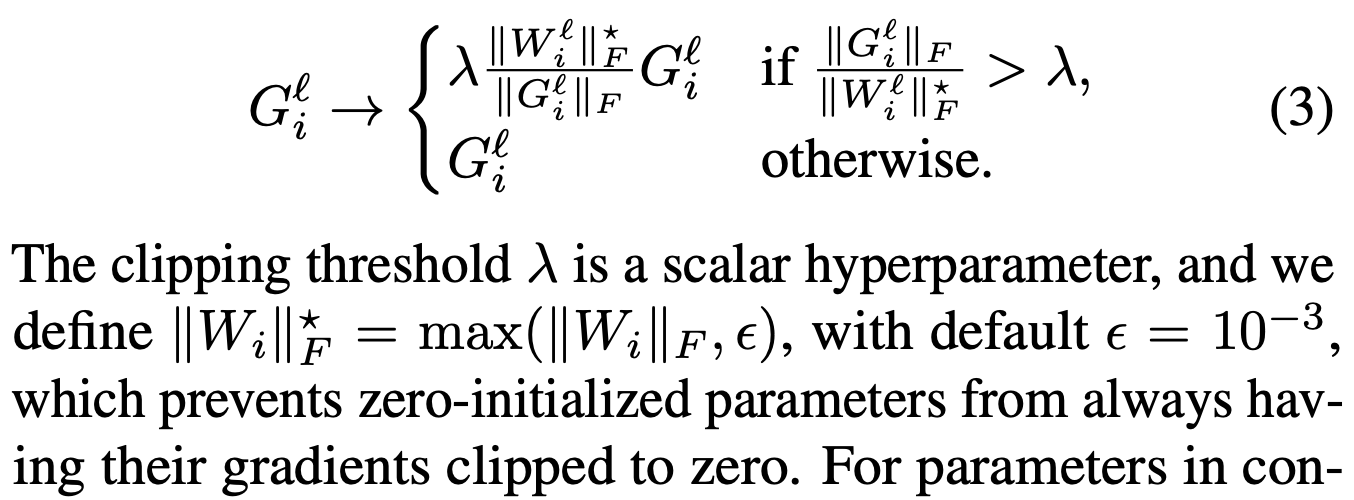 G_i^ℓ → { λ (‖W_i^ℓ‖_F^⋆ / ‖G_i^ℓ‖_F) G_i^ℓ if ‖G_i^ℓ‖_F / ‖W_i^ℓ‖_F^⋆ > λ, (3)
G_i^ℓ otherwise.
The clipping threshold λ is a scalar hyperparameter, and we
define ‖W_i‖_F^⋆ = max(‖W_i‖_F, ϵ), with default ϵ = 10^{−3},
which prevents zero-initialized parameters from always hav-
ing their gradients clipped to zero. For parameters in con-